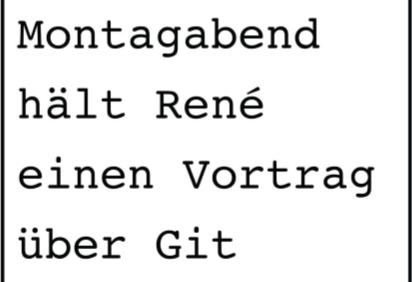 Montagabend
hält René
einen Vortrag
über Git